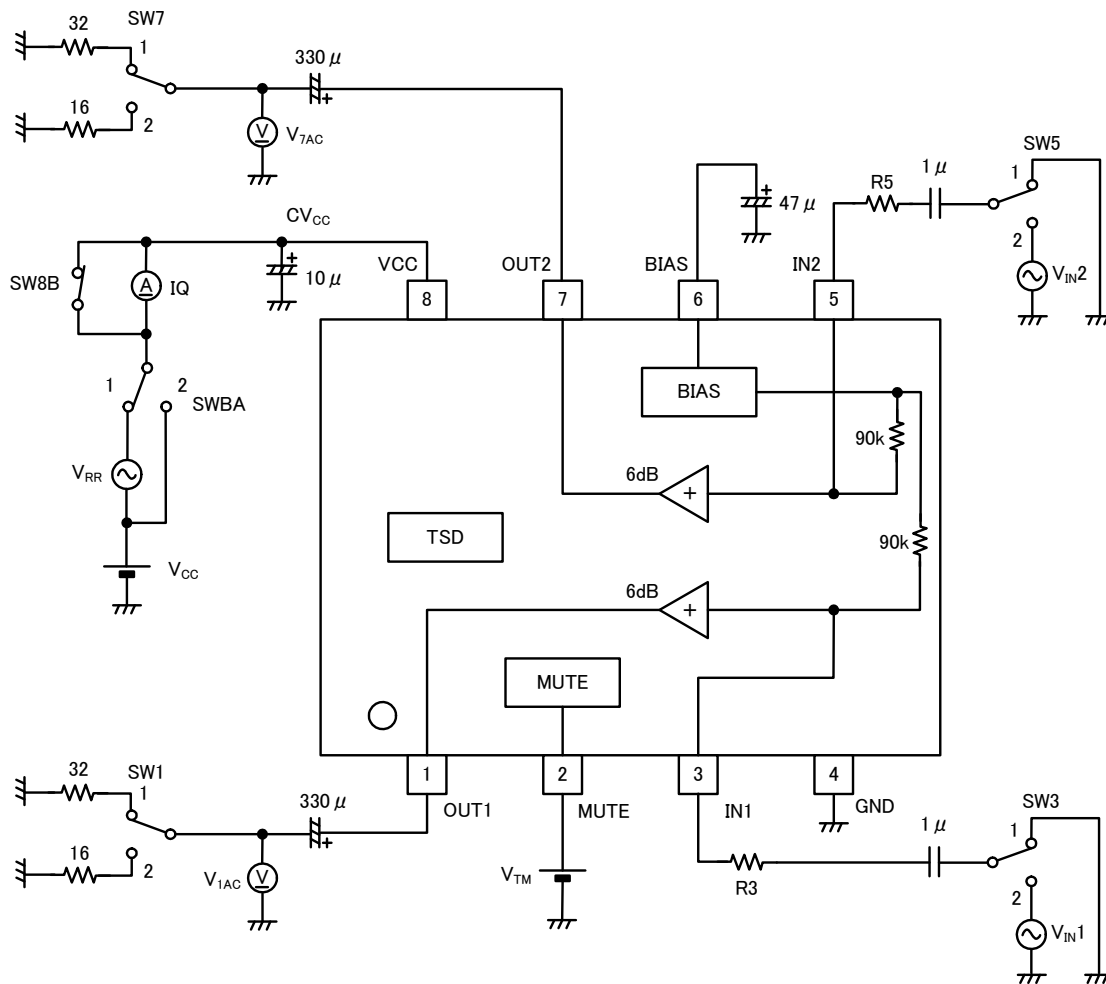 32
SW7
1
330μ
16
2
V
V7AC
SW5
1μ
1
R5
47μ
2
VIN2
CVCC
VCC
OUT2
BIAS
IN2
SW8B
A
IQ
10μ
8
7
6
5
1
2
SWBA
BIAS
90k
6dB
+
VRR
TSD
90k
VCC
6dB
+
MUTE
32
SW1
1
330μ
1
2
3
4
OUT1
MUTE
IN1
GND
SW3
16
2
V
V1AC
VTM
R3
1μ
1
2
VIN1